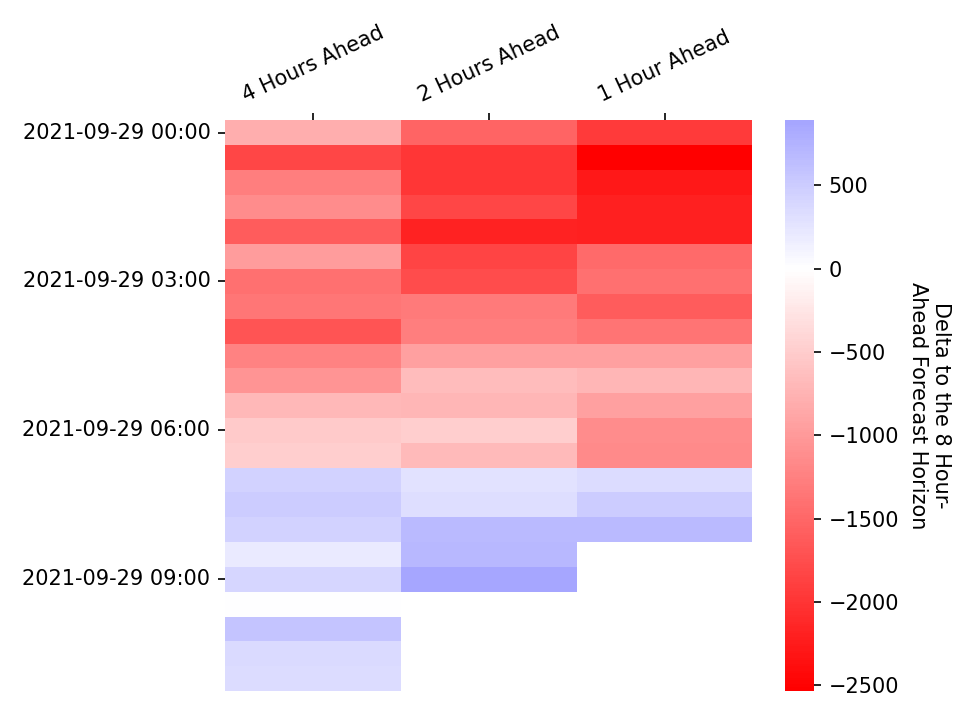 4 Hours Ahead
2 Hours Ahead
1 Hour Ahead
2021-09-29 00:00
2021-09-29 03:00
2021-09-29 06:00
2021-09-29 09:00
500
0
−500
−1000
−1500
−2000
−2500
Delta to the 8 Hour-
Ahead Forecast Horizon